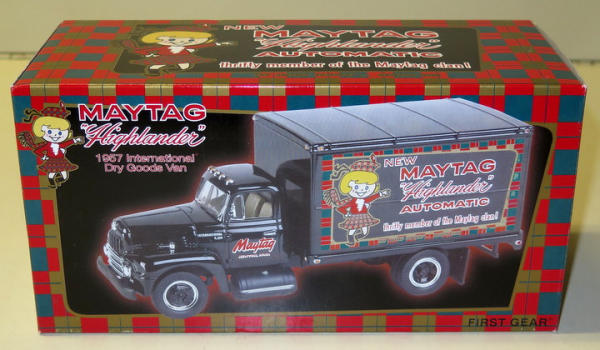 NEW
MAYTAG
"Highlander"
AUTOMATIC
thrifty member of the Maytag clan!
MAYTAG
"Highlander"
1957 International
Dry Goods Van
NEW
MAYTAG
"Highlander"
AUTOMATIC
thrifty member of the Maytag clan!
INTERNATIONAL
Maytag
FIRST GEAR